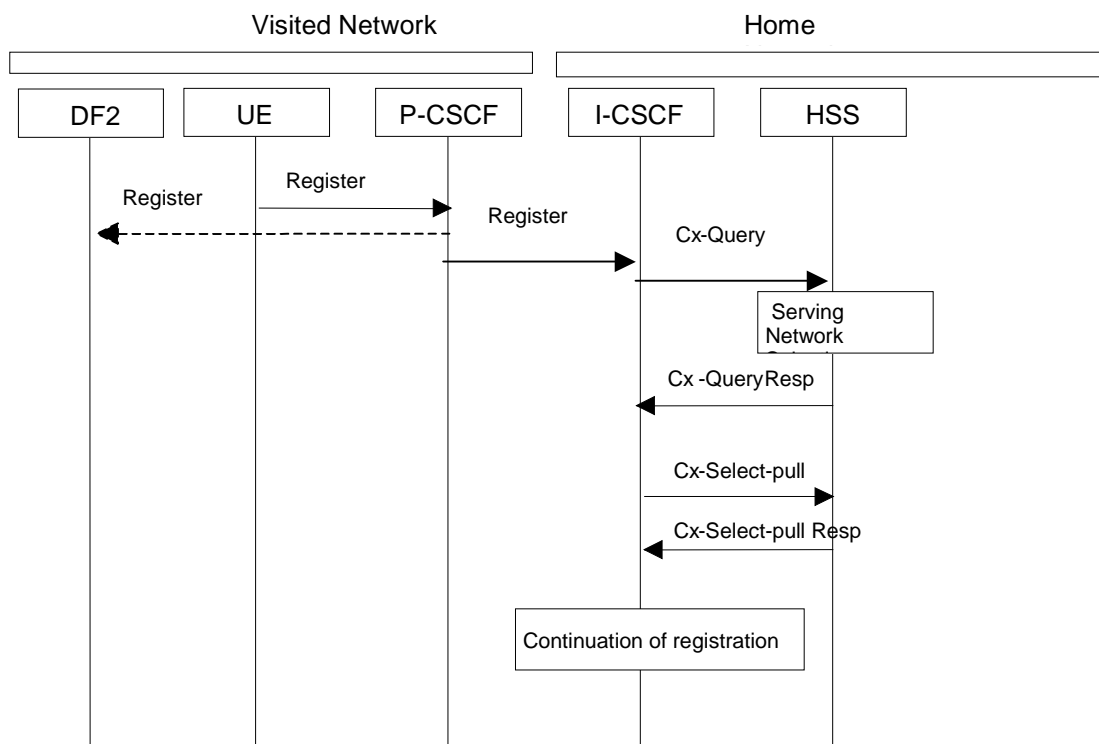 Visited Network
Home
DF2
UE
P-CSCF
I-CSCF
HSS
Register
Register
Register
Cx-Query
Serving
Network
Cx -QueryResp
Cx-Select-pull
Cx-Select-pull Resp
Continuation of registration